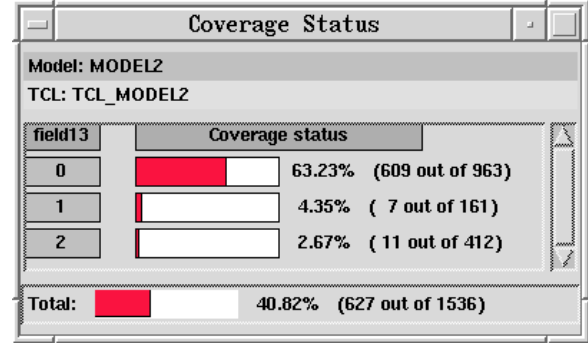 Coverage Status
Model: MODEL2
TCL: TCL_MODEL2
field13 Coverage status
0 63.23% (609 out of 963)
1 4.35% ( 7 out of 161)
2 2.67% ( 11 out of 412)
Total: 40.82% (627 out of 1536)